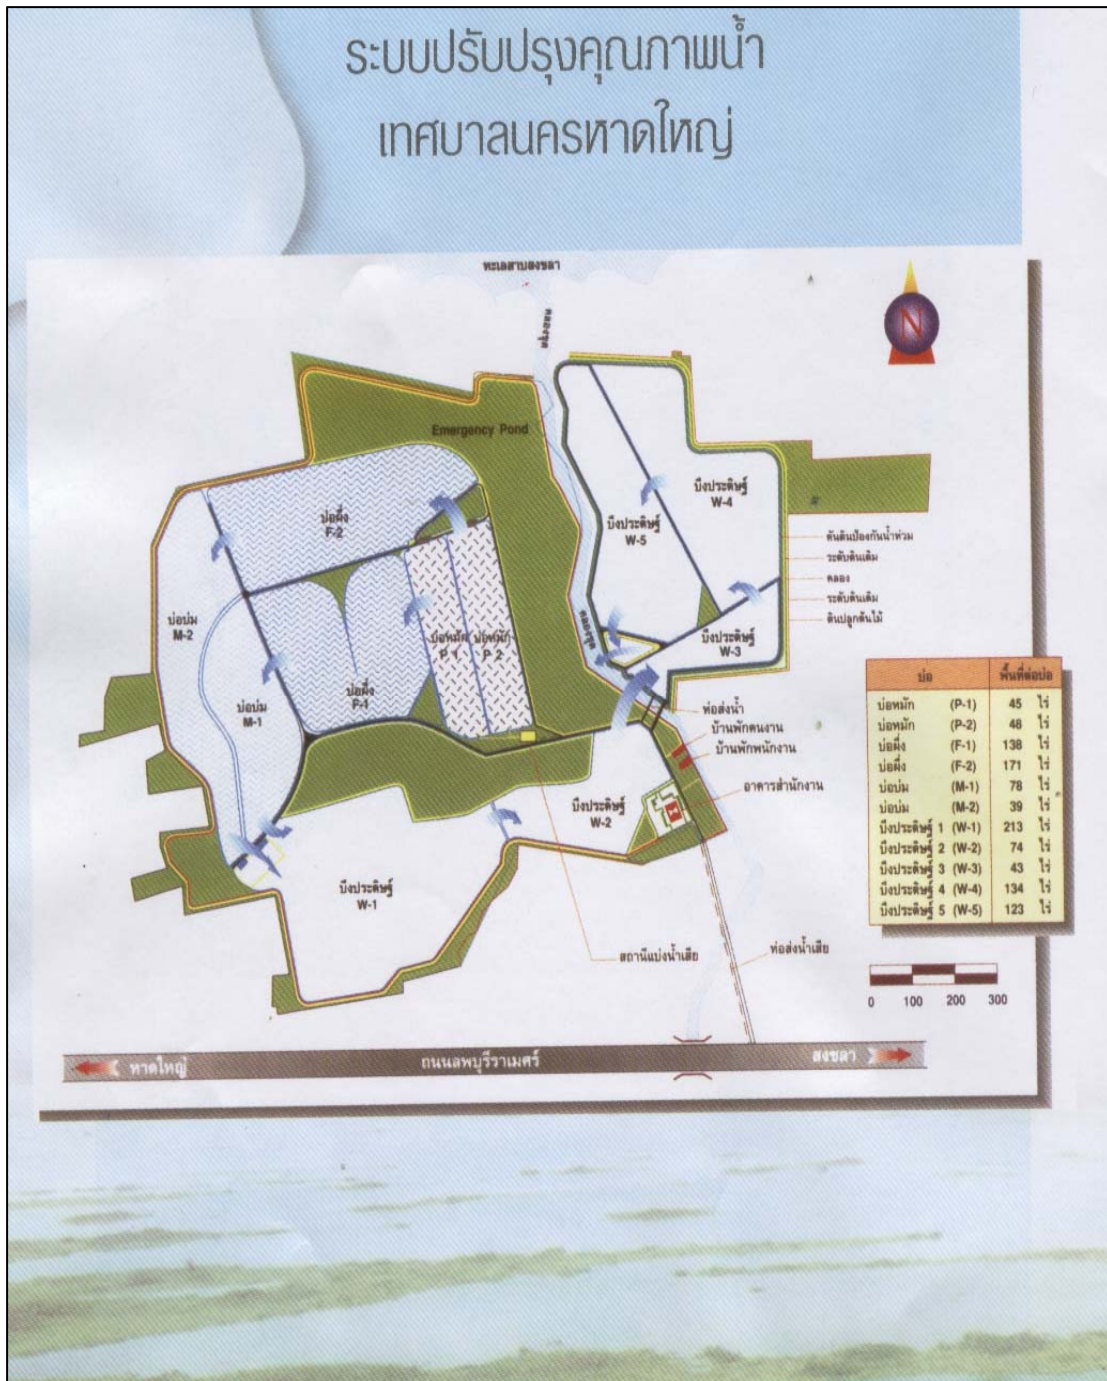 ระบบปรับปรุงคุณภาพน้ำ
เทศบาลนครหาดใหญ่
ทะเลสาบสงขลา
คลองขุด
N
Emergency Pond
บึงประดิษฐ์
W-4
บ่อผึ่ง
F-2
บึงประดิษฐ์
W-5
คันดินป้องกันน้ำท่วม
ระดับดินเดิม
คลอง
ระดับดินเดิม
ดินปลูกต้นไม้
บ่อบ่ม
M-2
คลองขุด
บ่อหมัก
P-1
บ่อหมัก
P-2
บึงประดิษฐ์
W-3
บ่อบ่ม
M-1
บ่อผึ่ง
F-1
ท่อส่งน้ำ
บ้านพักคนงาน
บ้านพักพนักงาน
อาคารสำนักงาน
บึงประดิษฐ์
W-2
บึงประดิษฐ์
W-1
สถานีแบ่งน้ำเสีย
ท่อส่งน้ำเสีย
บ่อ พื้นที่ต่อบ่อ
บ่อหมัก (P-1) 45 ไร่
บ่อหมัก (P-2) 48 ไร่
บ่อผึ่ง (F-1) 138 ไร่
บ่อผึ่ง (F-2) 171 ไร่
บ่อบ่ม (M-1) 78 ไร่
บ่อบ่ม (M-2) 39 ไร่
บึงประดิษฐ์ 1 (W-1) 213 ไร่
บึงประดิษฐ์ 2 (W-2) 74 ไร่
บึงประดิษฐ์ 3 (W-3) 43 ไร่
บึงประดิษฐ์ 4 (W-4) 134 ไร่
บึงประดิษฐ์ 5 (W-5) 123 ไร่
0 100 200 300
หาดใหญ่ ถนนลพบุรีราเมศวร์ สงขลา